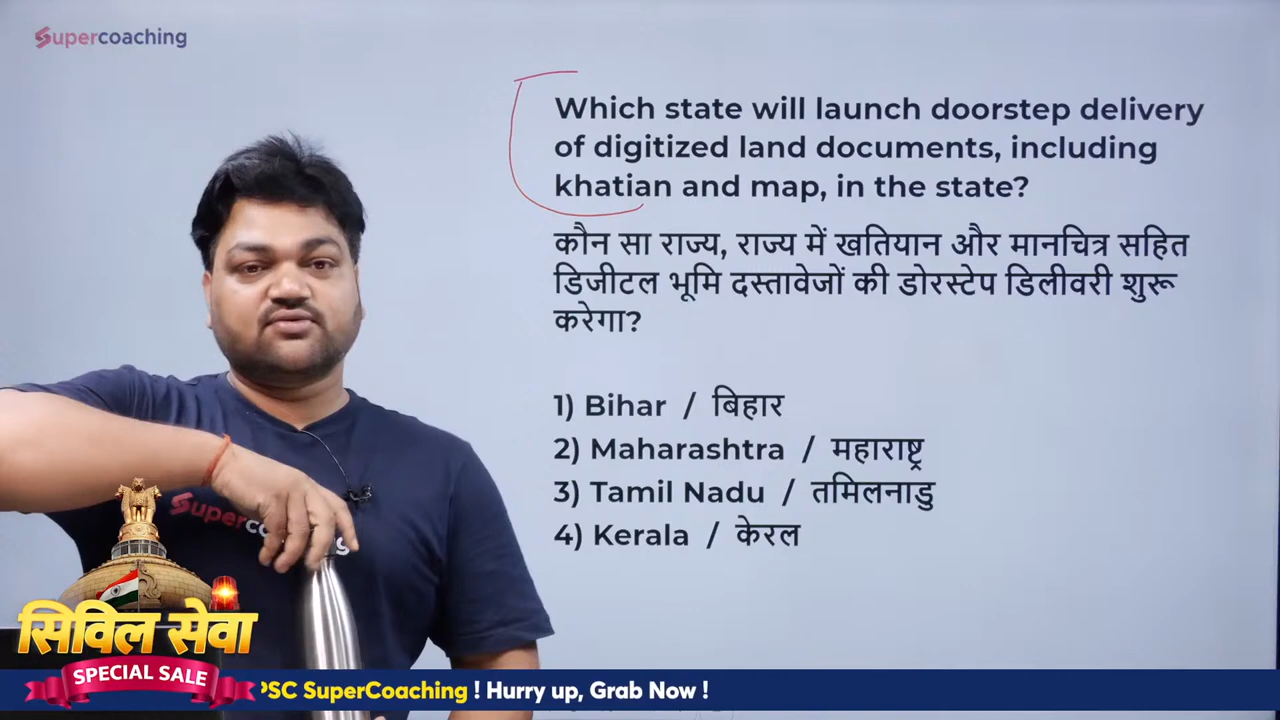 Supercoaching
Which state will launch doorstep delivery
of digitized land documents, including
khatian and map, in the state?
कौन सा राज्य, राज्य में खतियान और मानचित्र सहित
डिजीटल भूमि दस्तावेजों की डोरस्टेप डिलीवरी शुरू
करेगा?
1) Bihar / बिहार
2) Maharashtra / महाराष्ट्र
3) Tamil Nadu / तमिलनाडु
4) Kerala / केरल
सिविल सेवा
SPECIAL SALE
PSC SuperCoaching ! Hurry up, Grab Now !